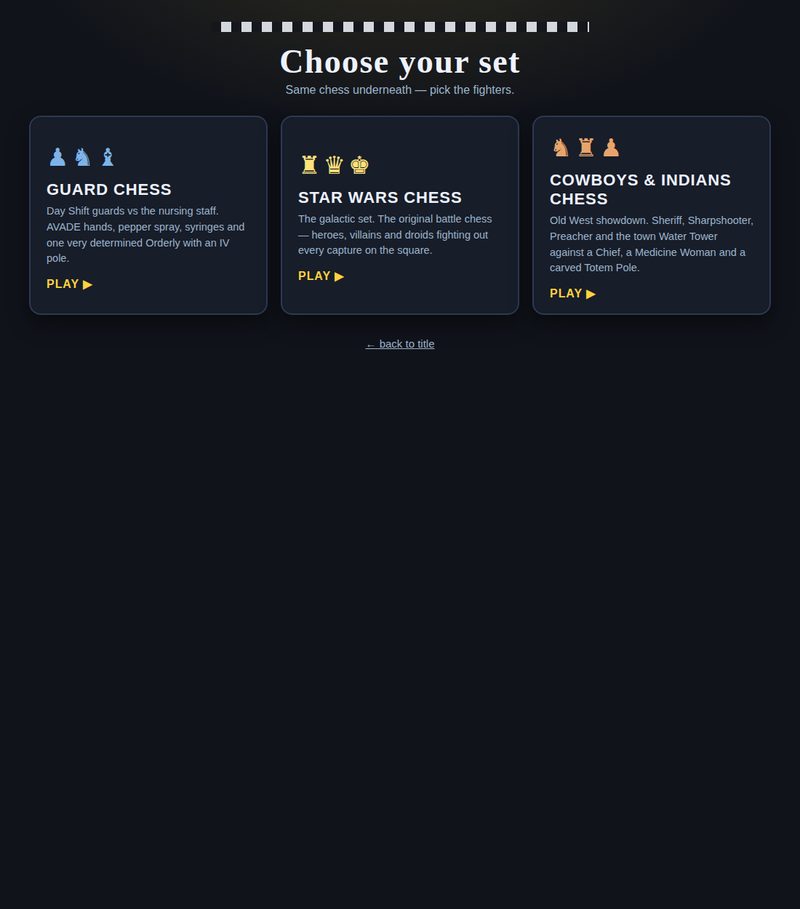 Choose your set
Same chess underneath — pick the fighters.
GUARD CHESS
Day Shift guards vs the nursing staff.
AVADE hands, pepper spray, syringes and
one very determined Orderly with an IV
pole.
PLAY ▶
STAR WARS CHESS
The galactic set. The original battle chess
— heroes, villains and droids fighting out
every capture on the square.
PLAY ▶
COWBOYS & INDIANS
CHESS
Old West showdown. Sheriff, Sharpshooter,
Preacher and the town Water Tower
against a Chief, a Medicine Woman and a
carved Totem Pole.
PLAY ▶
← back to title